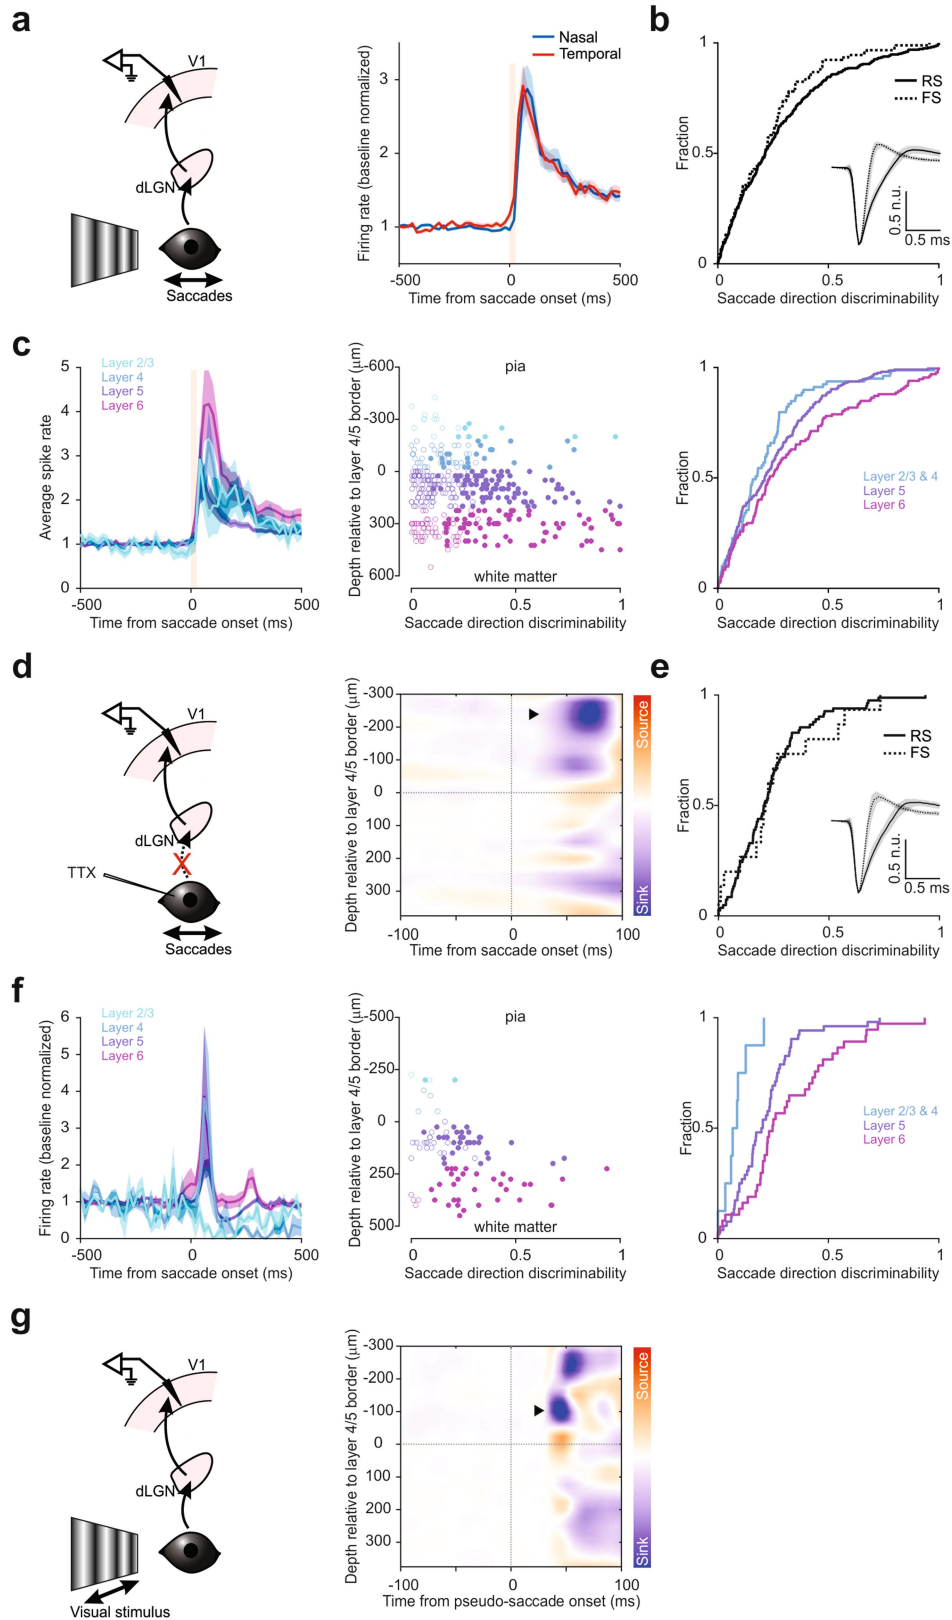 a
V1
dLGN
Saccades
Nasal
Temporal
Firing rate (baseline normalized)
3
2
1
-500
0
500
Time from saccade onset (ms)
b
Fraction
1
0.5
0
RS
FS
0.5 n.u.
0.5 ms
0
0.5
1
Saccade direction discriminability
c
Layer 2/3
Layer 4
Layer 5
Layer 6
Average spike rate
5
4
3
2
1
0
-500
0
500
Time from saccade onset (ms)
Depth relative to layer 4/5 border (µm)
-600
-300
0
300
600
pia
white matter
0
0.5
1
Saccade direction discriminability
Fraction
1
0.5
0
Layer 2/3 & 4
Layer 5
Layer 6
0
0.5
1
Saccade direction discriminability
d
V1
dLGN
X
TTX
Saccades
Depth relative to layer 4/5 border (µm)
-300
-200
-100
0
100
200
300
Source
Sink
-100
0
100
Time from saccade onset (ms)
e
Fraction
1
0.5
0
RS
FS
0.5 n.u.
0.5 ms
0
0.5
1
Saccade direction discriminability
f
Layer 2/3
Layer 4
Layer 5
Layer 6
Firing rate (baseline normalized)
6
5
4
3
2
1
0
-500
0
500
Time from saccade onset (ms)
Depth relative to layer 4/5 border (µm)
-500
-250
0
250
500
pia
white matter
0
0.5
1
Saccade direction discriminability
Fraction
1
0.5
0
Layer 2/3 & 4
Layer 5
Layer 6
0
0.5
1
Saccade direction discriminability
g
V1
dLGN
Visual stimulus
Depth relative to layer 4/5 border (µm)
-300
-200
-100
0
100
200
300
Source
Sink
-100
0
100
Time from pseudo-saccade onset (ms)